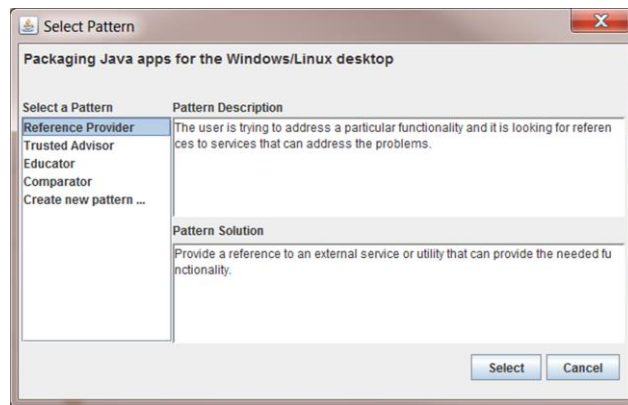 Select Pattern
Packaging Java apps for the Windows/Linux desktop
Select a Pattern
Reference Provider
Trusted Advisor
Educator
Comparator
Create new pattern ...
Pattern Description
The user is trying to address a particular functionality and it is looking for referen
ces to services that can address the problems.
Pattern Solution
Provide a reference to an external service or utility that can provide the needed fu
nctionality.
Select Cancel